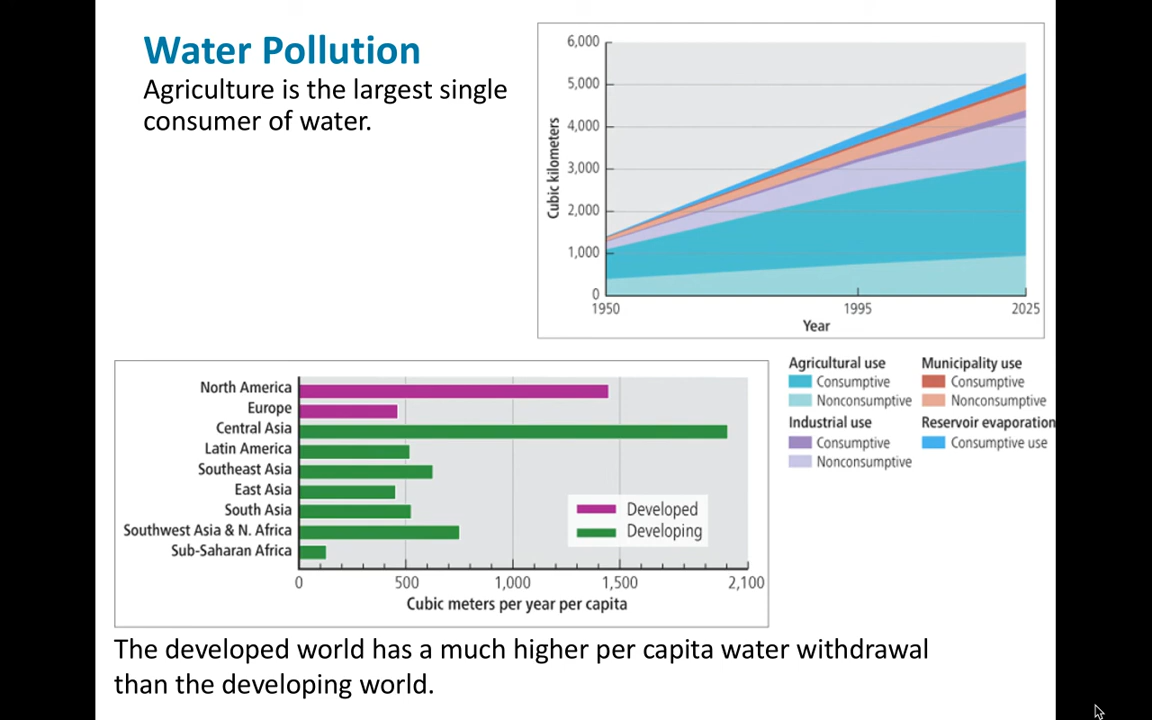 Water Pollution
Agriculture is the largest single
consumer of water.
6,000
5,000
4,000
3,000
2,000
1,000
0
Cubic kilometers
1950
1995
2025
Year
Agricultural use
Consumptive
Nonconsumptive
Industrial use
Consumptive
Nonconsumptive
Municipality use
Consumptive
Nonconsumptive
Reservoir evaporation
Consumptive use
North America
Europe
Central Asia
Latin America
Southeast Asia
East Asia
South Asia
Southwest Asia & N. Africa
Sub-Saharan Africa
Developed
Developing
0
500
1,000
1,500
2,100
Cubic meters per year per capita
The developed world has a much higher per capita water withdrawal
than the developing world.